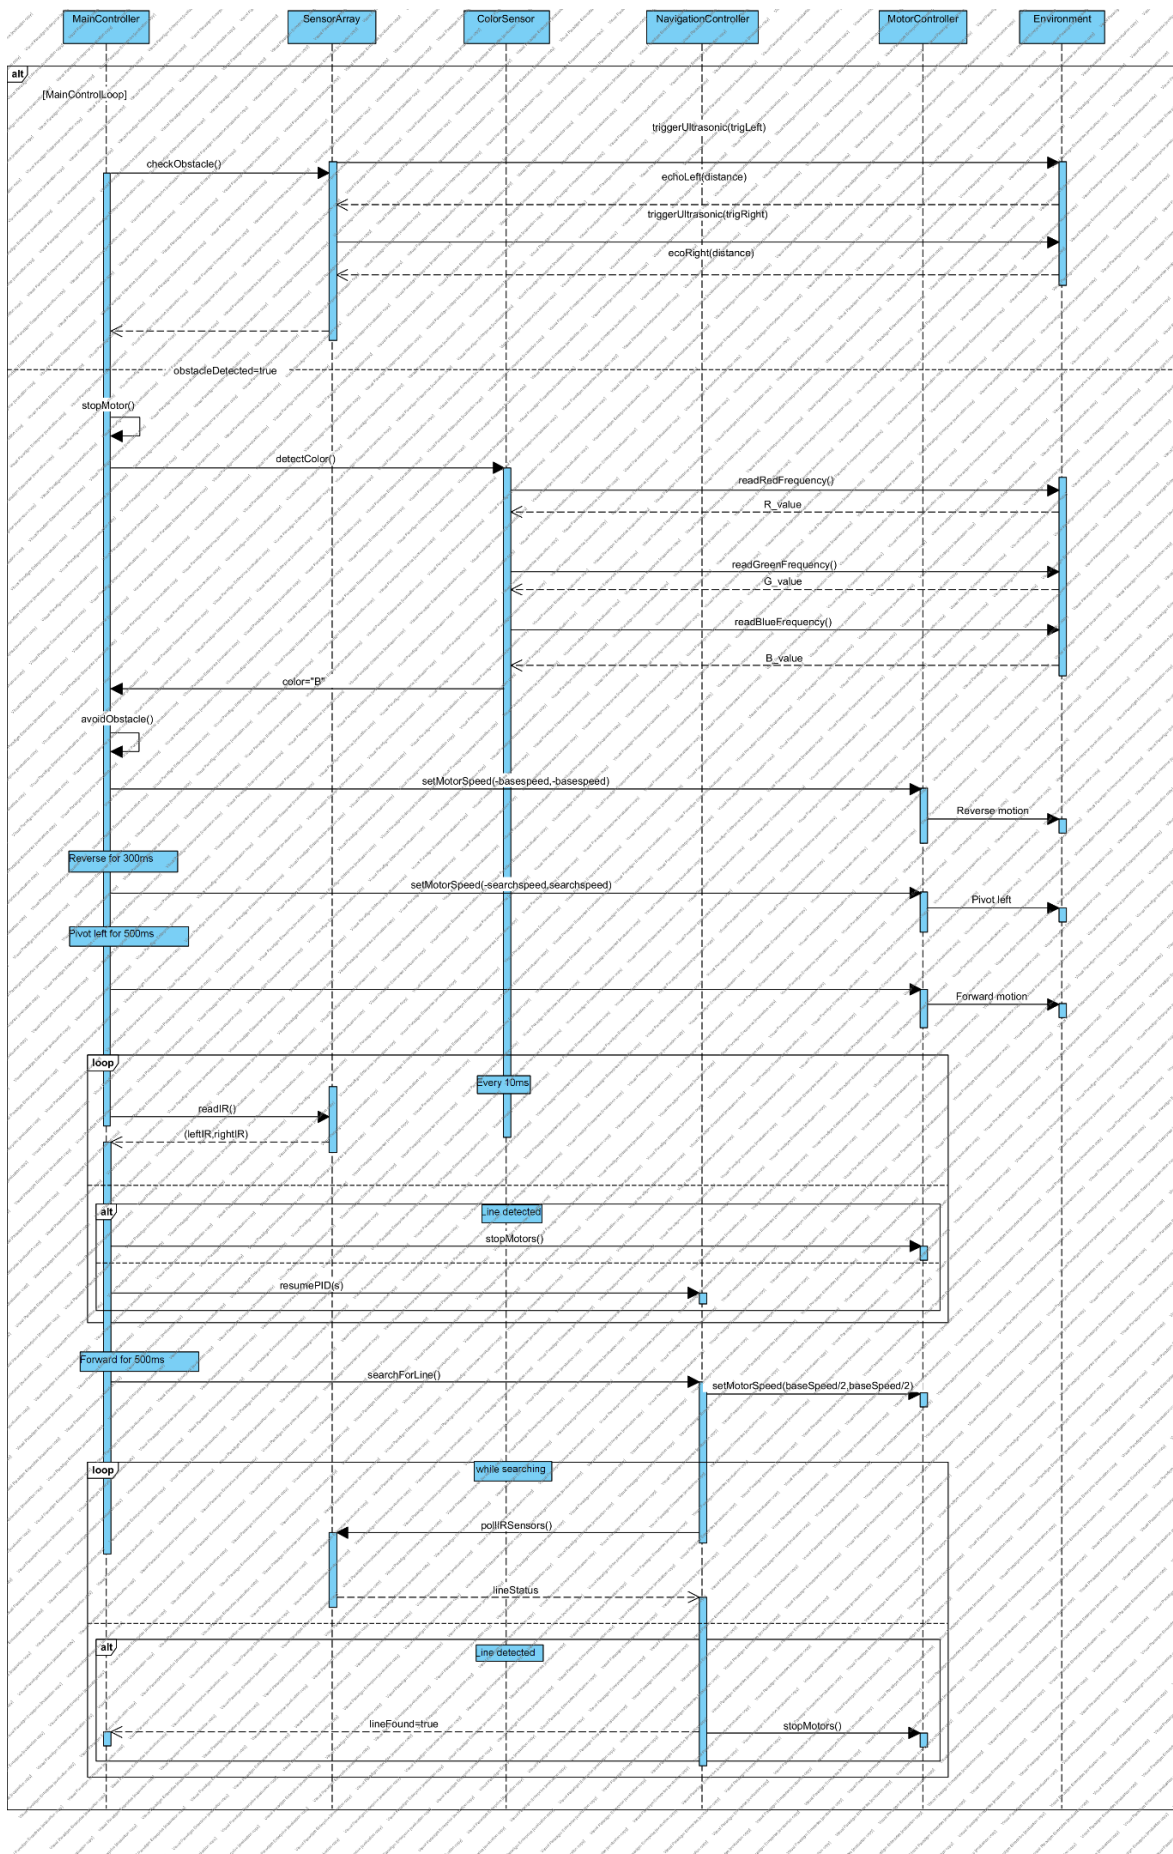 MainController
SensorArray
ColorSensor
NavigationController
MotorController
Environment
alt
[MainControlLoop]
triggerUltrasonic(trigLeft)
checkObstacle()
echoLeft(distance)
triggerUltrasonic(trigRight)
ecoRight(distance)
obstacleDetected=true
stopMotor()
detectColor()
readRedFrequency()
R_value
readGreenFrequency()
G_value
readBlueFrequency()
B_value
color="B"
avoidObstacle()
setMotorSpeed(-basespeed,-basespeed)
Reverse motion
Reverse for 300ms
setMotorSpeed(-searchspeed,searchspeed)
Pivot left
Pivot left for 500ms
Forward motion
loop
Every 10ms
readIR()
(leftIR,rightIR)
alt
Line detected
stopMotors()
resumePID(s)
Forward for 500ms
searchForLine()
setMotorSpeed(baseSpeed/2,baseSpeed/2)
loop
while searching
pollIRSensors()
lineStatus
alt
Line detected
lineFound=true
stopMotors()